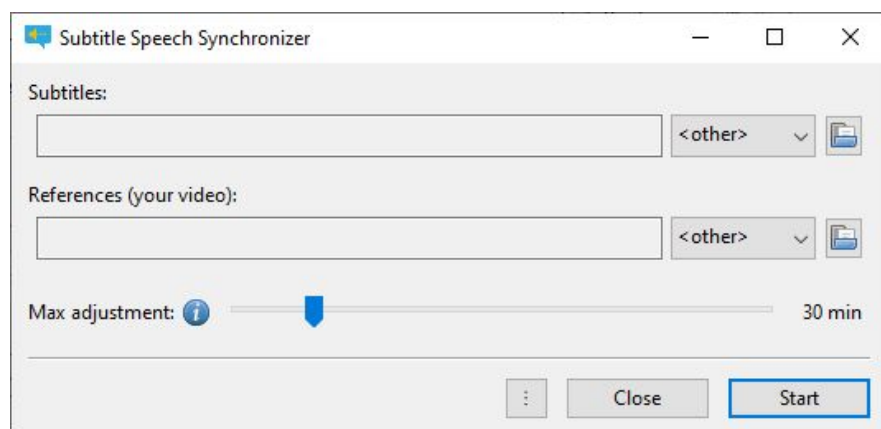 Subtitle Speech Synchronizer
Subtitles:
<other>
References (your video):
<other>
Max adjustment: 30 min
Close Start